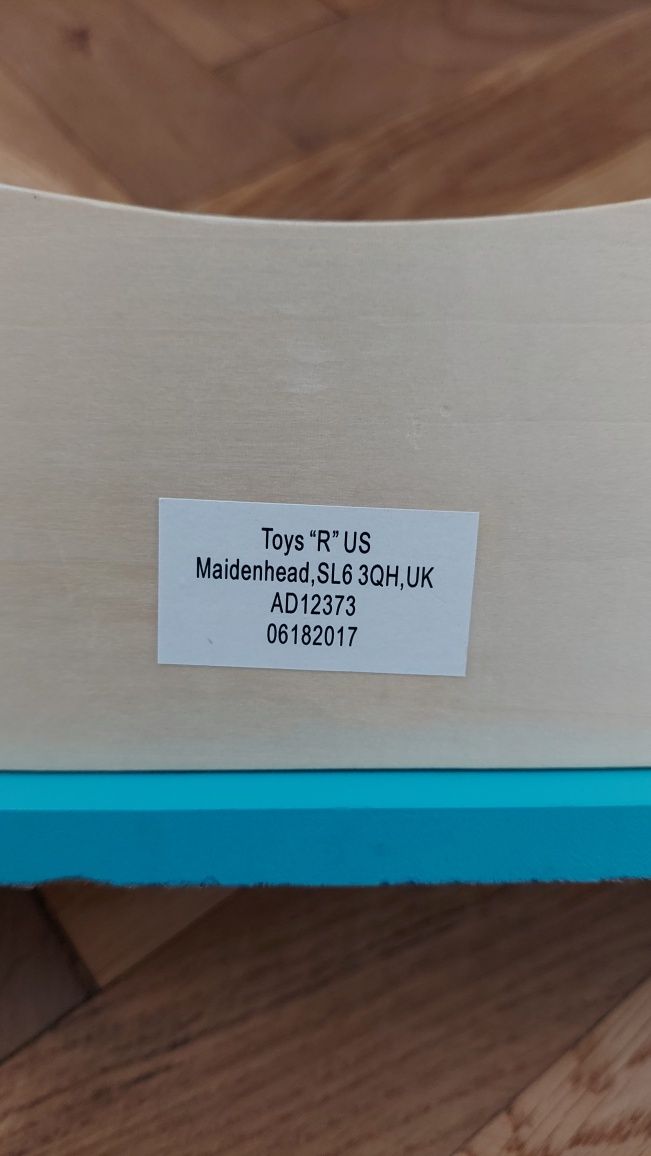 Toys “R” US
Maidenhead,SL6 3QH,UK
AD12373
06182017